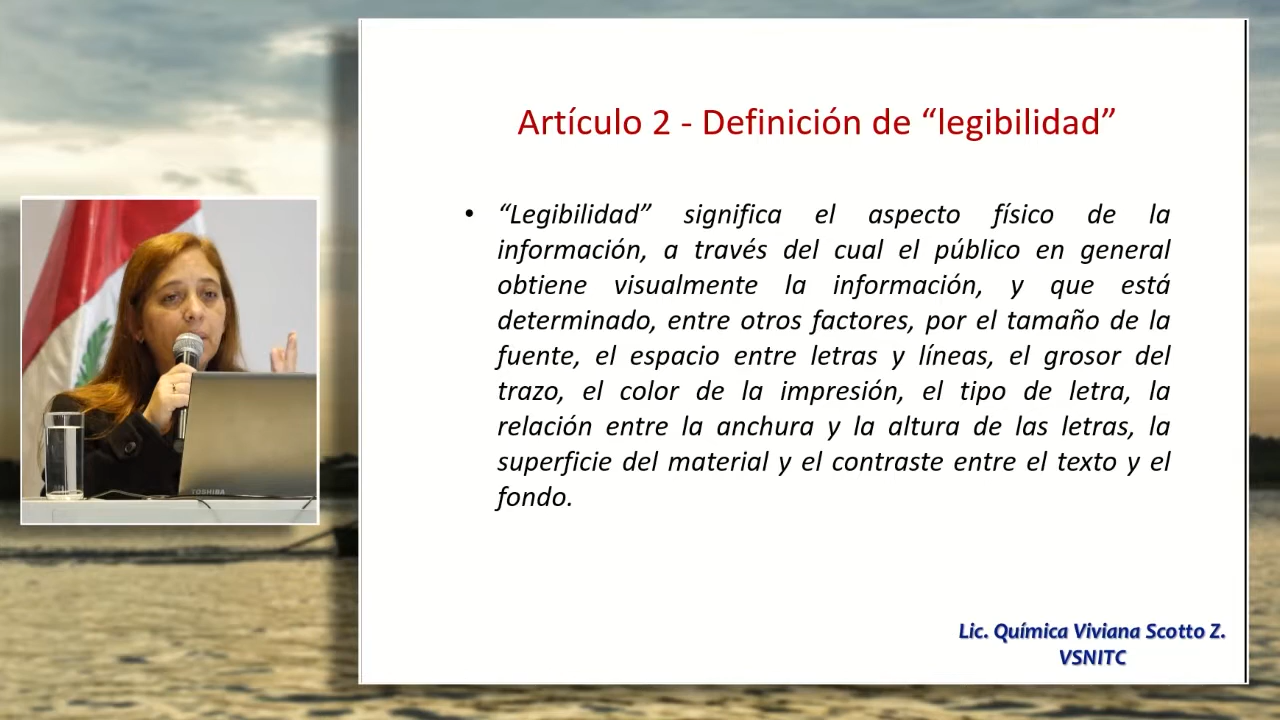 Artículo 2 - Definición de “legibilidad”
• “Legibilidad” significa el aspecto físico de la
información, a través del cual el público en general
obtiene visualmente la información, y que está
determinado, entre otros factores, por el tamaño de la
fuente, el espacio entre letras y líneas, el grosor del
trazo, el color de la impresión, el tipo de letra, la
relación entre la anchura y la altura de las letras, la
superficie del material y el contraste entre el texto y el
fondo.
TOSHIBA
Lic. Química Viviana Scotto Z.
VSNITC